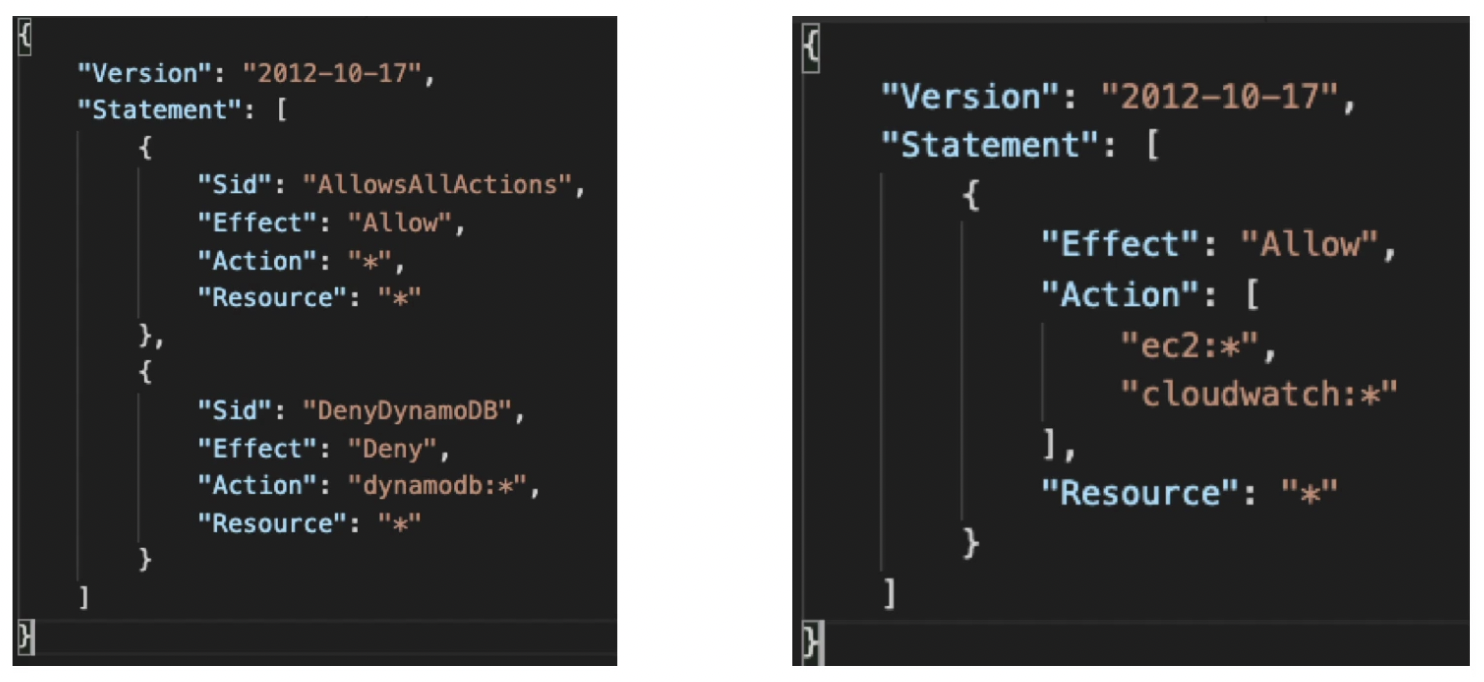 {
"Version": "2012-10-17",
"Statement": [
{
"Sid": "AllowsAllActions",
"Effect": "Allow",
"Action": "*",
"Resource": "*"
},
{
"Sid": "DenyDynamoDB",
"Effect": "Deny",
"Action": "dynamodb:*",
"Resource": "*"
}
]
}
{
"Version": "2012-10-17",
"Statement": [
{
"Effect": "Allow",
"Action": [
"ec2:*",
"cloudwatch:*"
],
"Resource": "*"
}
]
}